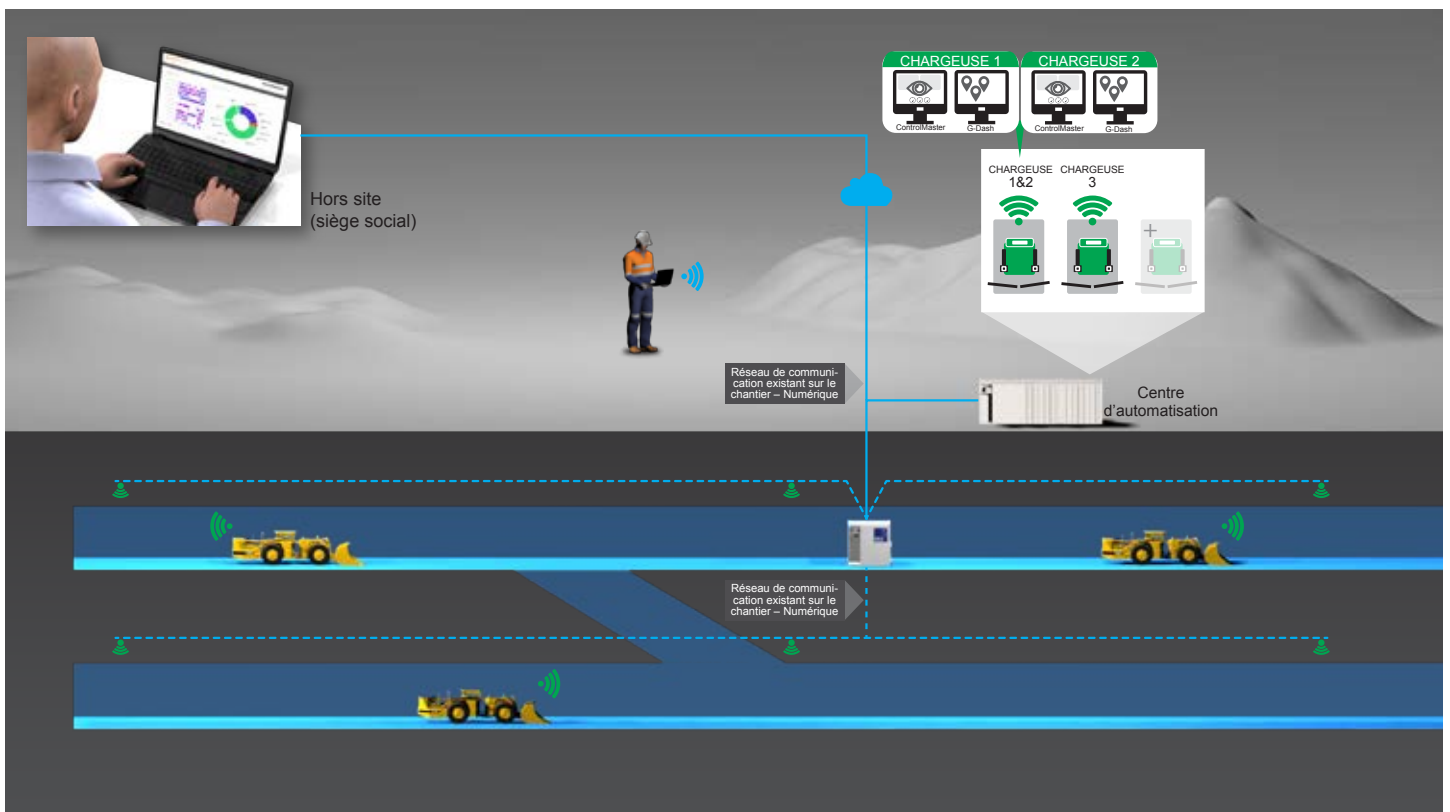 CHARGEUSE 1
CHARGEUSE 2
ControlMaster
G-Dash
ControlMaster
G-Dash
CHARGEUSE
1&2
CHARGEUSE
3
Hors site
(siège social)
Réseau de communi-
cation existant sur le
chantier – Numérique
Centre
d'automatisation
Réseau de communi-
cation existant sur le
chantier – Numérique